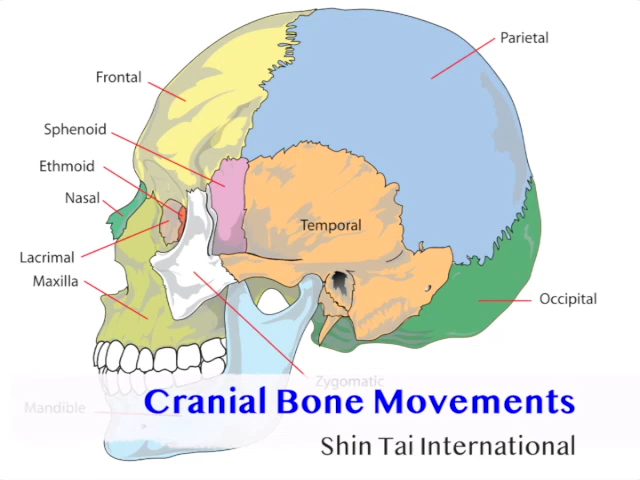 Parietal
Frontal
Sphenoid
Ethmoid
Nasal
Temporal
Lacrimal
Maxilla
Occipital
Zygomatic
Mandible
Cranial Bone Movements
Shin Tai International